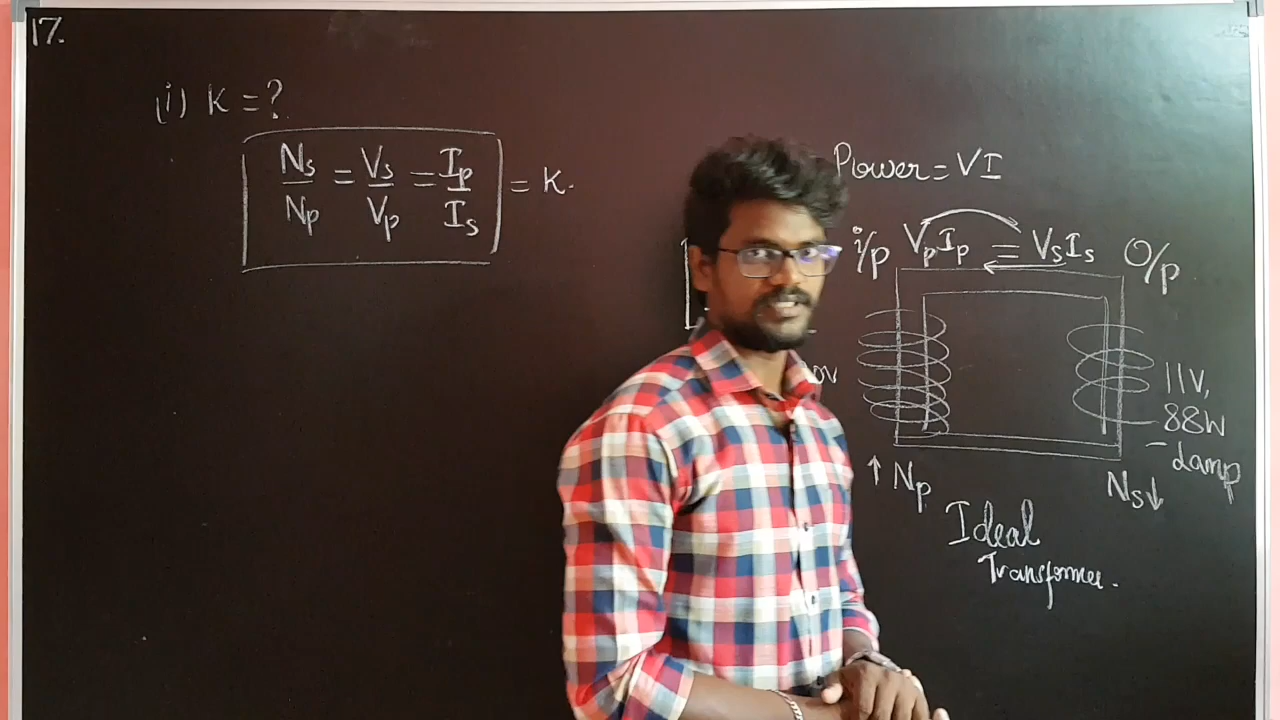 17.
(i) K = ?
Ns/Np = Vs/Vp = Ip/Is = K.
Power = VI
i/p VpIp = VsIs O/p
11V,
88W
lamp
↑ Np
Ns↓
Ideal
Transformer.